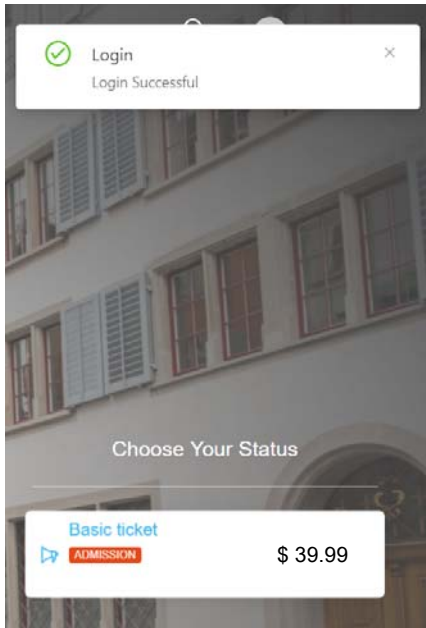 Login
Login Successful
Choose Your Status
Basic ticket
ADMISSION
$ 39.99